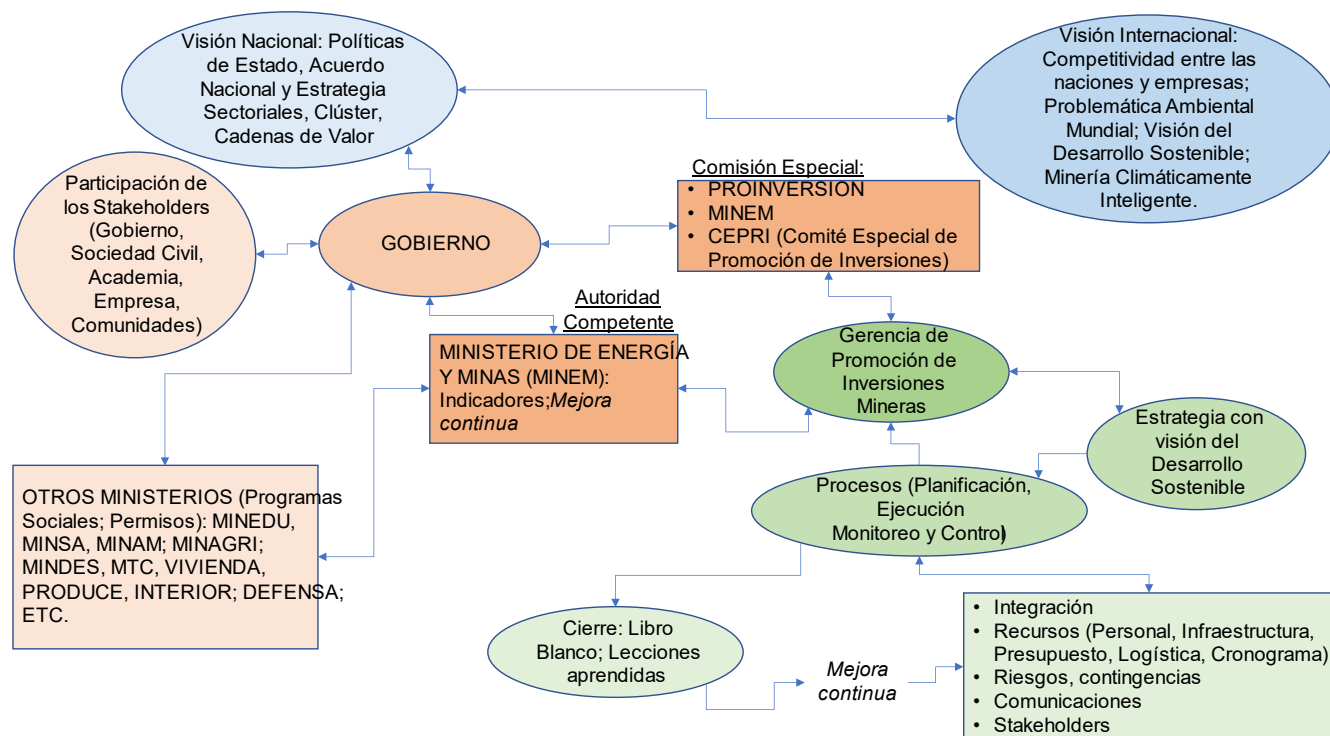 Visión Nacional: Políticas
de Estado, Acuerdo
Nacional y Estrategia
Sectoriales, Clúster,
Cadenas de Valor
Visión Internacional:
Competitividad entre las
naciones y empresas;
Problemática Ambiental
Mundial; Visión del
Desarrollo Sostenible;
Minería Climáticamente
Inteligente.
Participación de
los Stakeholders
(Gobierno,
Sociedad Civil,
Academia,
Empresa,
Comunidades)
GOBIERNO
Comisión Especial:
• PROINVERSION
• MINEM
• CEPRI (Comité Especial de
Promoción de Inversiones)
Autoridad
Competente
MINISTERIO DE ENERGÍA
Y MINAS (MINEM):
Indicadores;Mejora
continua
Gerencia de
Promoción de
Inversiones
Mineras
Estrategia con
visión del
Desarrollo
Sostenible
OTROS MINISTERIOS (Programas
Sociales; Permisos): MINEDU,
MINSA, MINAM; MINAGRI;
MINDES, MTC, VIVIENDA,
PRODUCE, INTERIOR; DEFENSA;
ETC.
Procesos (Planificación,
Ejecución
Monitoreo y Control)
Cierre: Libro
Blanco; Lecciones
aprendidas
Mejora
continua
• Integración
• Recursos (Personal, Infraestructura,
Presupuesto, Logística, Cronograma)
• Riesgos, contingencias
• Comunicaciones
• Stakeholders